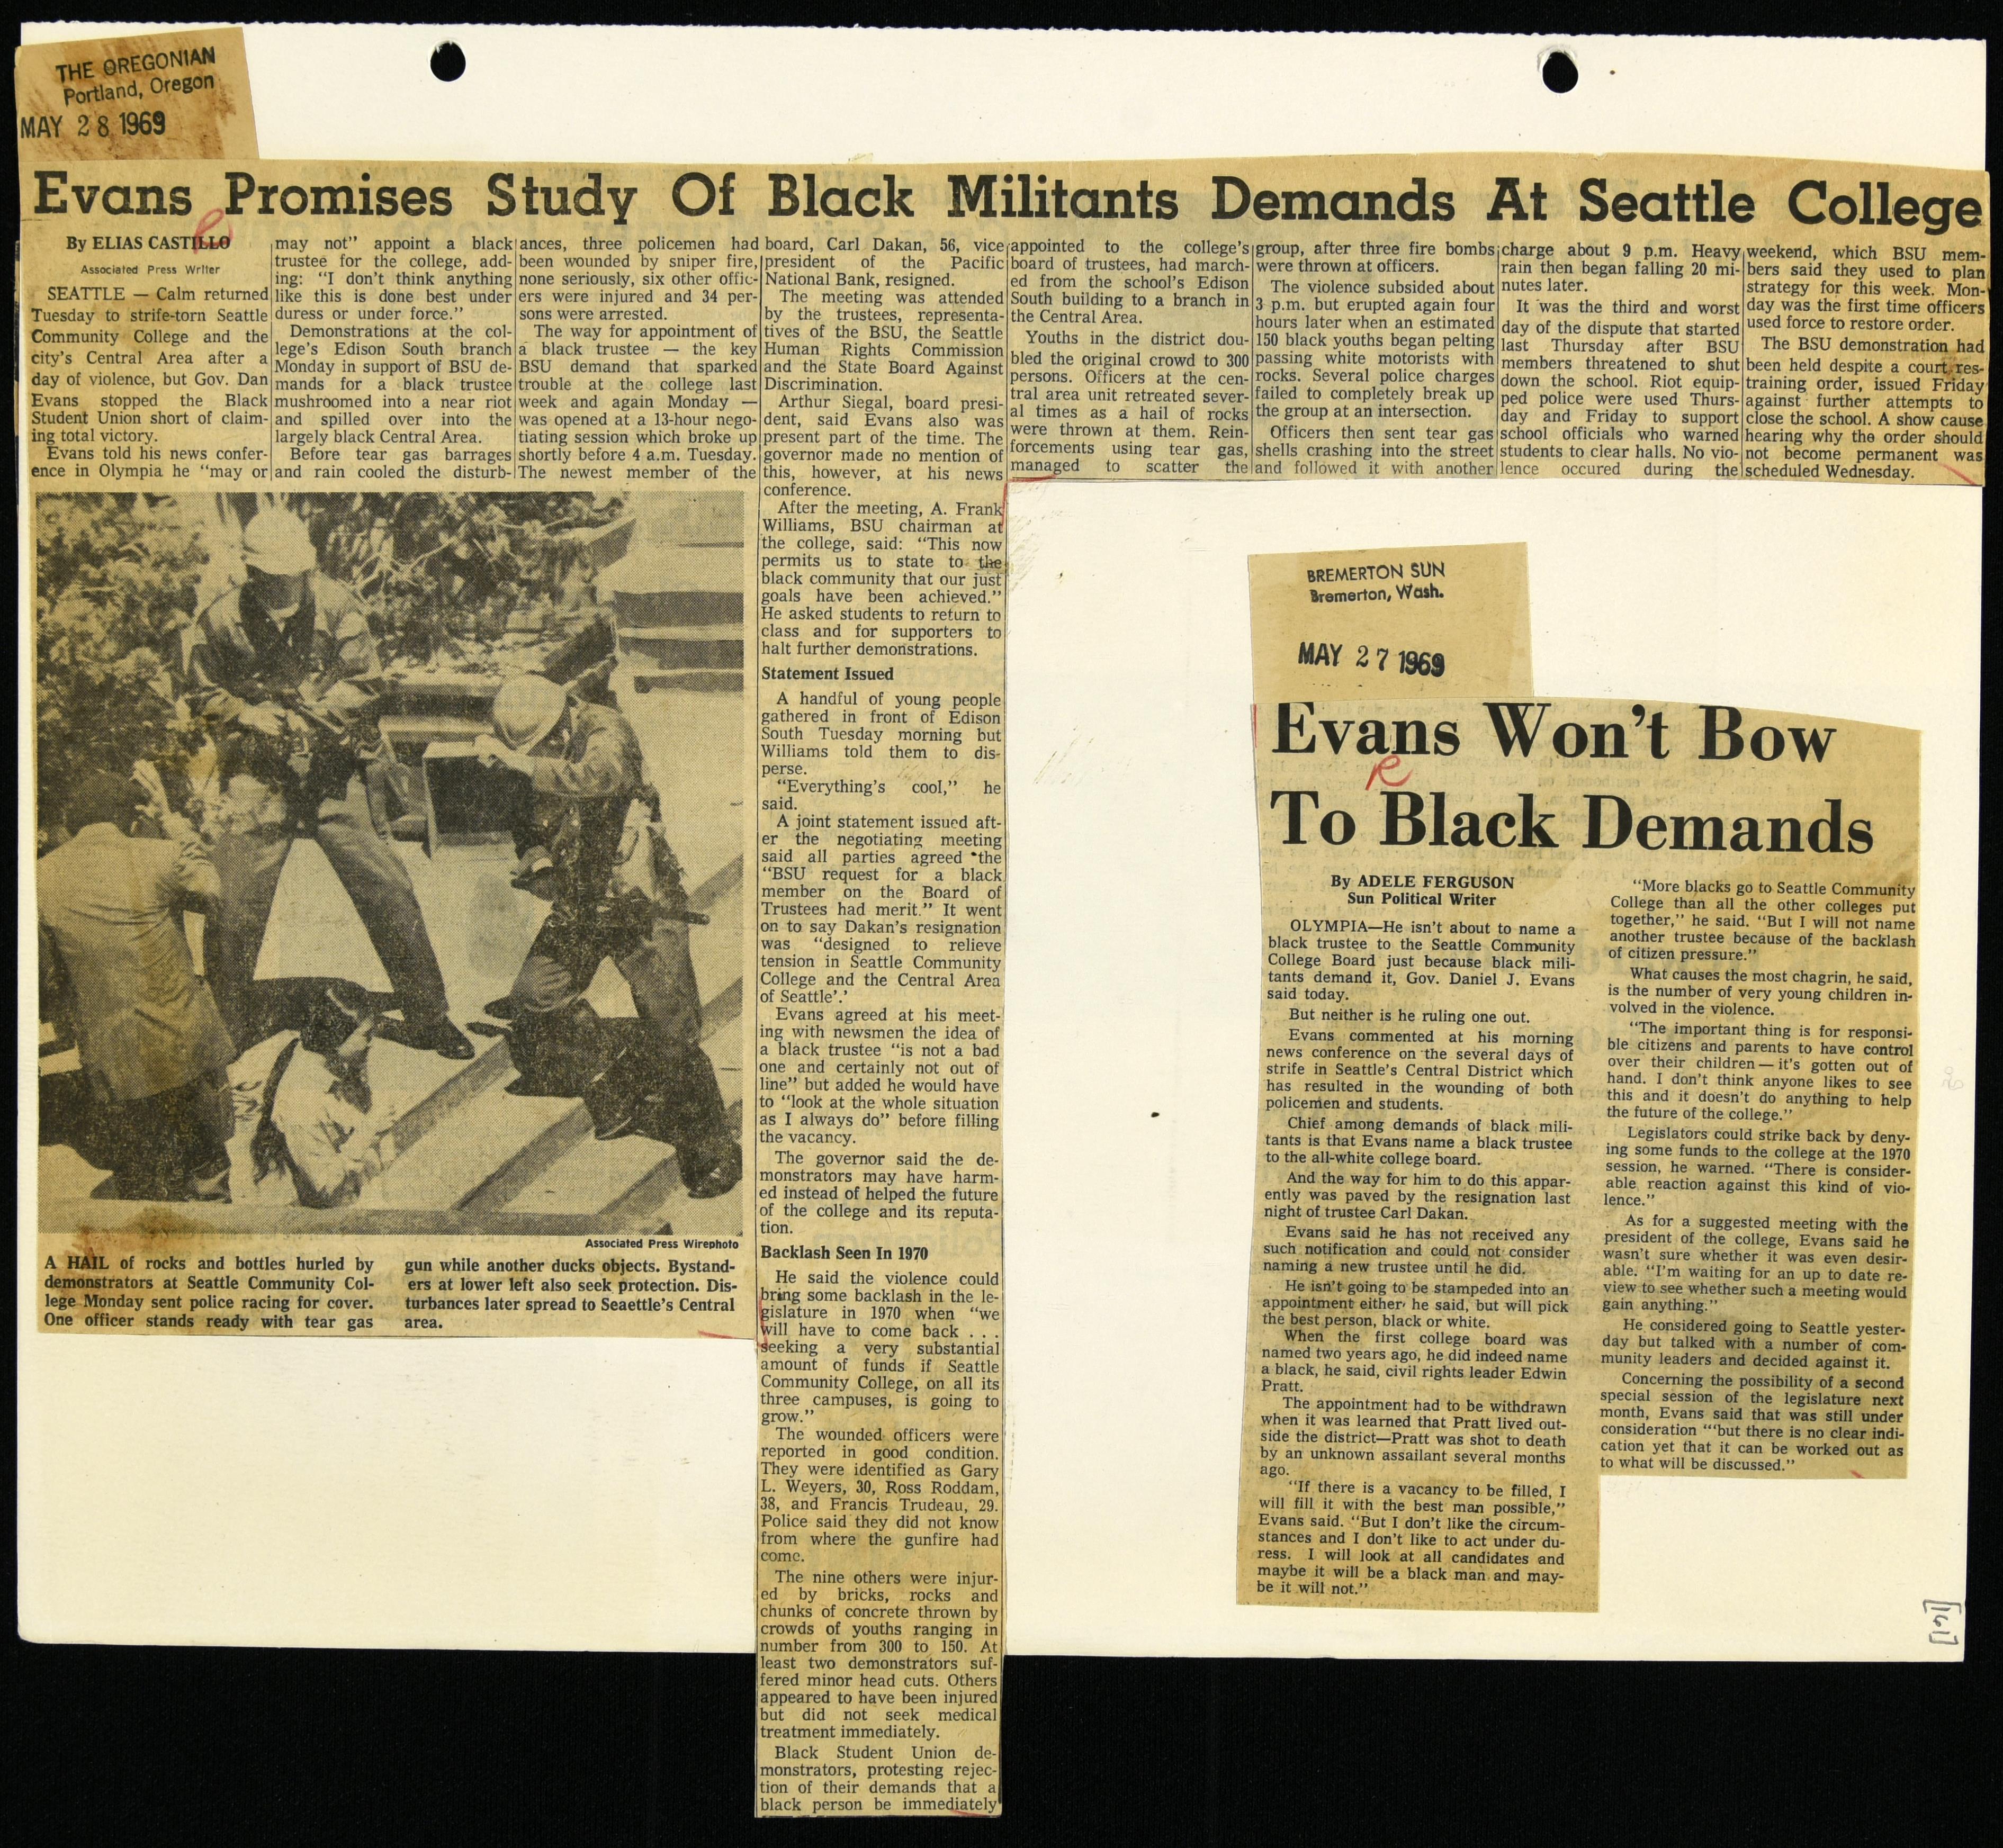 THE OREGONIAN
Portland, Oregon
MAY 28 1969
Evans Promises Study Of Black Militants Demands At Seattle College
By ELIAS CASTILLO
Associated Press Writer
SEATTLE — Calm returned
Tuesday to strife-torn Seattle
Community College and the
city's Central Area after a
day of violence, but Gov. Dan
Evans stopped the Black
Student Union short of claim-
ing total victory.
Evans told his news confer-
ence in Olympia he "may or
may not" appoint a black
trustee for the college, add-
ing: "I don't think anything
like this is done best under
duress or under force."
Demonstrations at the col-
lege's Edison South branch
Monday in support of BSU de-
mands for a black trustee
mushroomed into a near riot
and spilled over into the
largely black Central Area.
Before tear gas barrages
and rain cooled the disturb-
ances, three policemen had
been wounded by sniper fire,
none seriously, six other offic-
ers were injured and 34 per-
sons were arrested.
The way for appointment of
a black trustee — the key
BSU demand that sparked
trouble at the college last
week and again Monday —
was opened at a 13-hour nego-
tiating session which broke up
shortly before 4 a.m. Tuesday.
The newest member of the
board, Carl Dakan, 56, vice
president of the Pacific
National Bank, resigned.
The meeting was attended
by the trustees, representa-
tives of the BSU, the Seattle
Human Rights Commission
and the State Board Against
Discrimination.
Arthur Siegal, board presi-
dent, said Evans also was
present part of the time. The
governor made no mention of
this, however, at his news
conference.
After the meeting, A. Frank
Williams, BSU chairman at
the college, said: "This now
permits us to state to the
black community that our just
goals have been achieved."
He asked students to return to
class and for supporters to
halt further demonstrations.
Statement Issued
A handful of young people
gathered in front of Edison
South Tuesday morning but
Williams told them to dis-
perse.
"Everything's cool," he
said.
A joint statement issued aft-
er the negotiating meeting
said all parties agreed the
"BSU request for a black
member on the Board of
Trustees had merit." It went
on to say Dakan's resignation
was "designed to relieve
tension in Seattle Community
College and the Central Area
of Seattle'.'
Evans agreed at his meet-
ing with newsmen the idea of
a black trustee "is not a bad
one and certainly not out of
line" but added he would have
to "look at the whole situation
as I always do" before filling
the vacancy.
The governor said the de-
monstrators may have harm-
ed instead of helped the future
of the college and its reputa-
tion.
Backlash Seen In 1970
He said the violence could
bring some backlash in the le-
gislature in 1970 when "we
will have to come back . . .
seeking a very substantial
amount of funds if Seattle
Community College, on all its
three campuses, is going to
grow."
The wounded officers were
reported in good condition.
They were identified as Gary
L. Weyers, 30, Ross Roddam,
38, and Francis Trudeau, 29.
Police said they did not know
from where the gunfire had
come.
The nine others were injur-
ed by bricks, rocks and
chunks of concrete thrown by
crowds of youths ranging in
number from 300 to 150. At
least two demonstrators suf-
fered minor head cuts. Others
appeared to have been injured
but did not seek medical
treatment immediately.
Black Student Union de-
monstrators, protesting rejec-
tion of their demands that a
black person be immediately
appointed to the college's
board of trustees, had march-
ed from the school's Edison
South building to a branch in
the Central Area.
Youths in the district dou-
bled the original crowd to 300
persons. Officers at the cen-
tral area unit retreated sever-
al times as a hail of rocks
were thrown at them. Rein-
forcements using tear gas,
managed to scatter the
group, after three fire bombs
were thrown at officers.
The violence subsided about
3 p.m. but erupted again four
hours later when an estimated
150 black youths began pelting
passing white motorists with
rocks. Several police charges
failed to completely break up
the group at an intersection.
Officers then sent tear gas
shells crashing into the street
and followed it with another
charge about 9 p.m. Heavy
rain then began falling 20 mi-
nutes later.
It was the third and worst
day of the dispute that started
last Thursday after BSU
members threatened to shut
down the school. Riot equip-
ped police were used Thurs-
day and Friday to support
school officials who warned
students to clear halls. No vio-
lence occured during the
weekend, which BSU mem-
bers said they used to plan
strategy for this week. Mon-
day was the first time officers
used force to restore order.
The BSU demonstration had
been held despite a court res-
training order, issued Friday
against further attempts to
close the school. A show cause
hearing why the order should
not become permanent was
scheduled Wednesday.
Associated Press Wirephoto
A HAIL of rocks and bottles hurled by
demonstrators at Seattle Community Col-
lege Monday sent police racing for cover.
One officer stands ready with tear gas
gun while another ducks objects. Bystand-
ers at lower left also seek protection. Dis-
turbances later spread to Seaettle's Central
area.
BREMERTON SUN
Bremerton, Wash.
MAY 27 1969
Evans Won't Bow
R
To Black Demands
By ADELE FERGUSON
Sun Political Writer
OLYMPIA—He isn't about to name a
black trustee to the Seattle Community
College Board just because black mili-
tants demand it, Gov. Daniel J. Evans
said today.
But neither is he ruling one out.
Evans commented at his morning
news conference on the several days of
strife in Seattle's Central District which
has resulted in the wounding of both
policemen and students.
Chief among demands of black mili-
tants is that Evans name a black trustee
to the all-white college board.
And the way for him to do this appar-
ently was paved by the resignation last
night of trustee Carl Dakan.
Evans said he has not received any
such notification and could not consider
naming a new trustee until he did.
He isn't going to be stampeded into an
appointment either he said, but will pick
the best person, black or white.
When the first college board was
named two years ago, he did indeed name
a black, he said, civil rights leader Edwin
Pratt.
The appointment had to be withdrawn
when it was learned that Pratt lived out-
side the district—Pratt was shot to death
by an unknown assailant several months
ago.
"If there is a vacancy to be filled, I
will fill it with the best man possible,"
Evans said. "But I don't like the circum-
stances and I don't like to act under du-
ress. I will look at all candidates and
maybe it will be a black man and may-
be it will not."
"More blacks go to Seattle Community
College than all the other colleges put
together," he said. "But I will not name
another trustee because of the backlash
of citizen pressure."
What causes the most chagrin, he said,
is the number of very young children in-
volved in the violence.
"The important thing is for responsi-
ble citizens and parents to have control
over their children—it's gotten out of
hand. I don't think anyone likes to see
this and it doesn't do anything to help
the future of the college."
Legislators could strike back by deny-
ing some funds to the college at the 1970
session, he warned. "There is consider-
able reaction against this kind of vio-
lence."
As for a suggested meeting with the
president of the college, Evans said he
wasn't sure whether it was even desir-
able. "I'm waiting for an up to date re-
view to see whether such a meeting would
gain anything."
He considered going to Seattle yester-
day but talked with a number of com-
munity leaders and decided against it.
Concerning the possibility of a second
special session of the legislature next
month, Evans said that was still under
consideration "'but there is no clear indi-
cation yet that it can be worked out as
to what will be discussed."